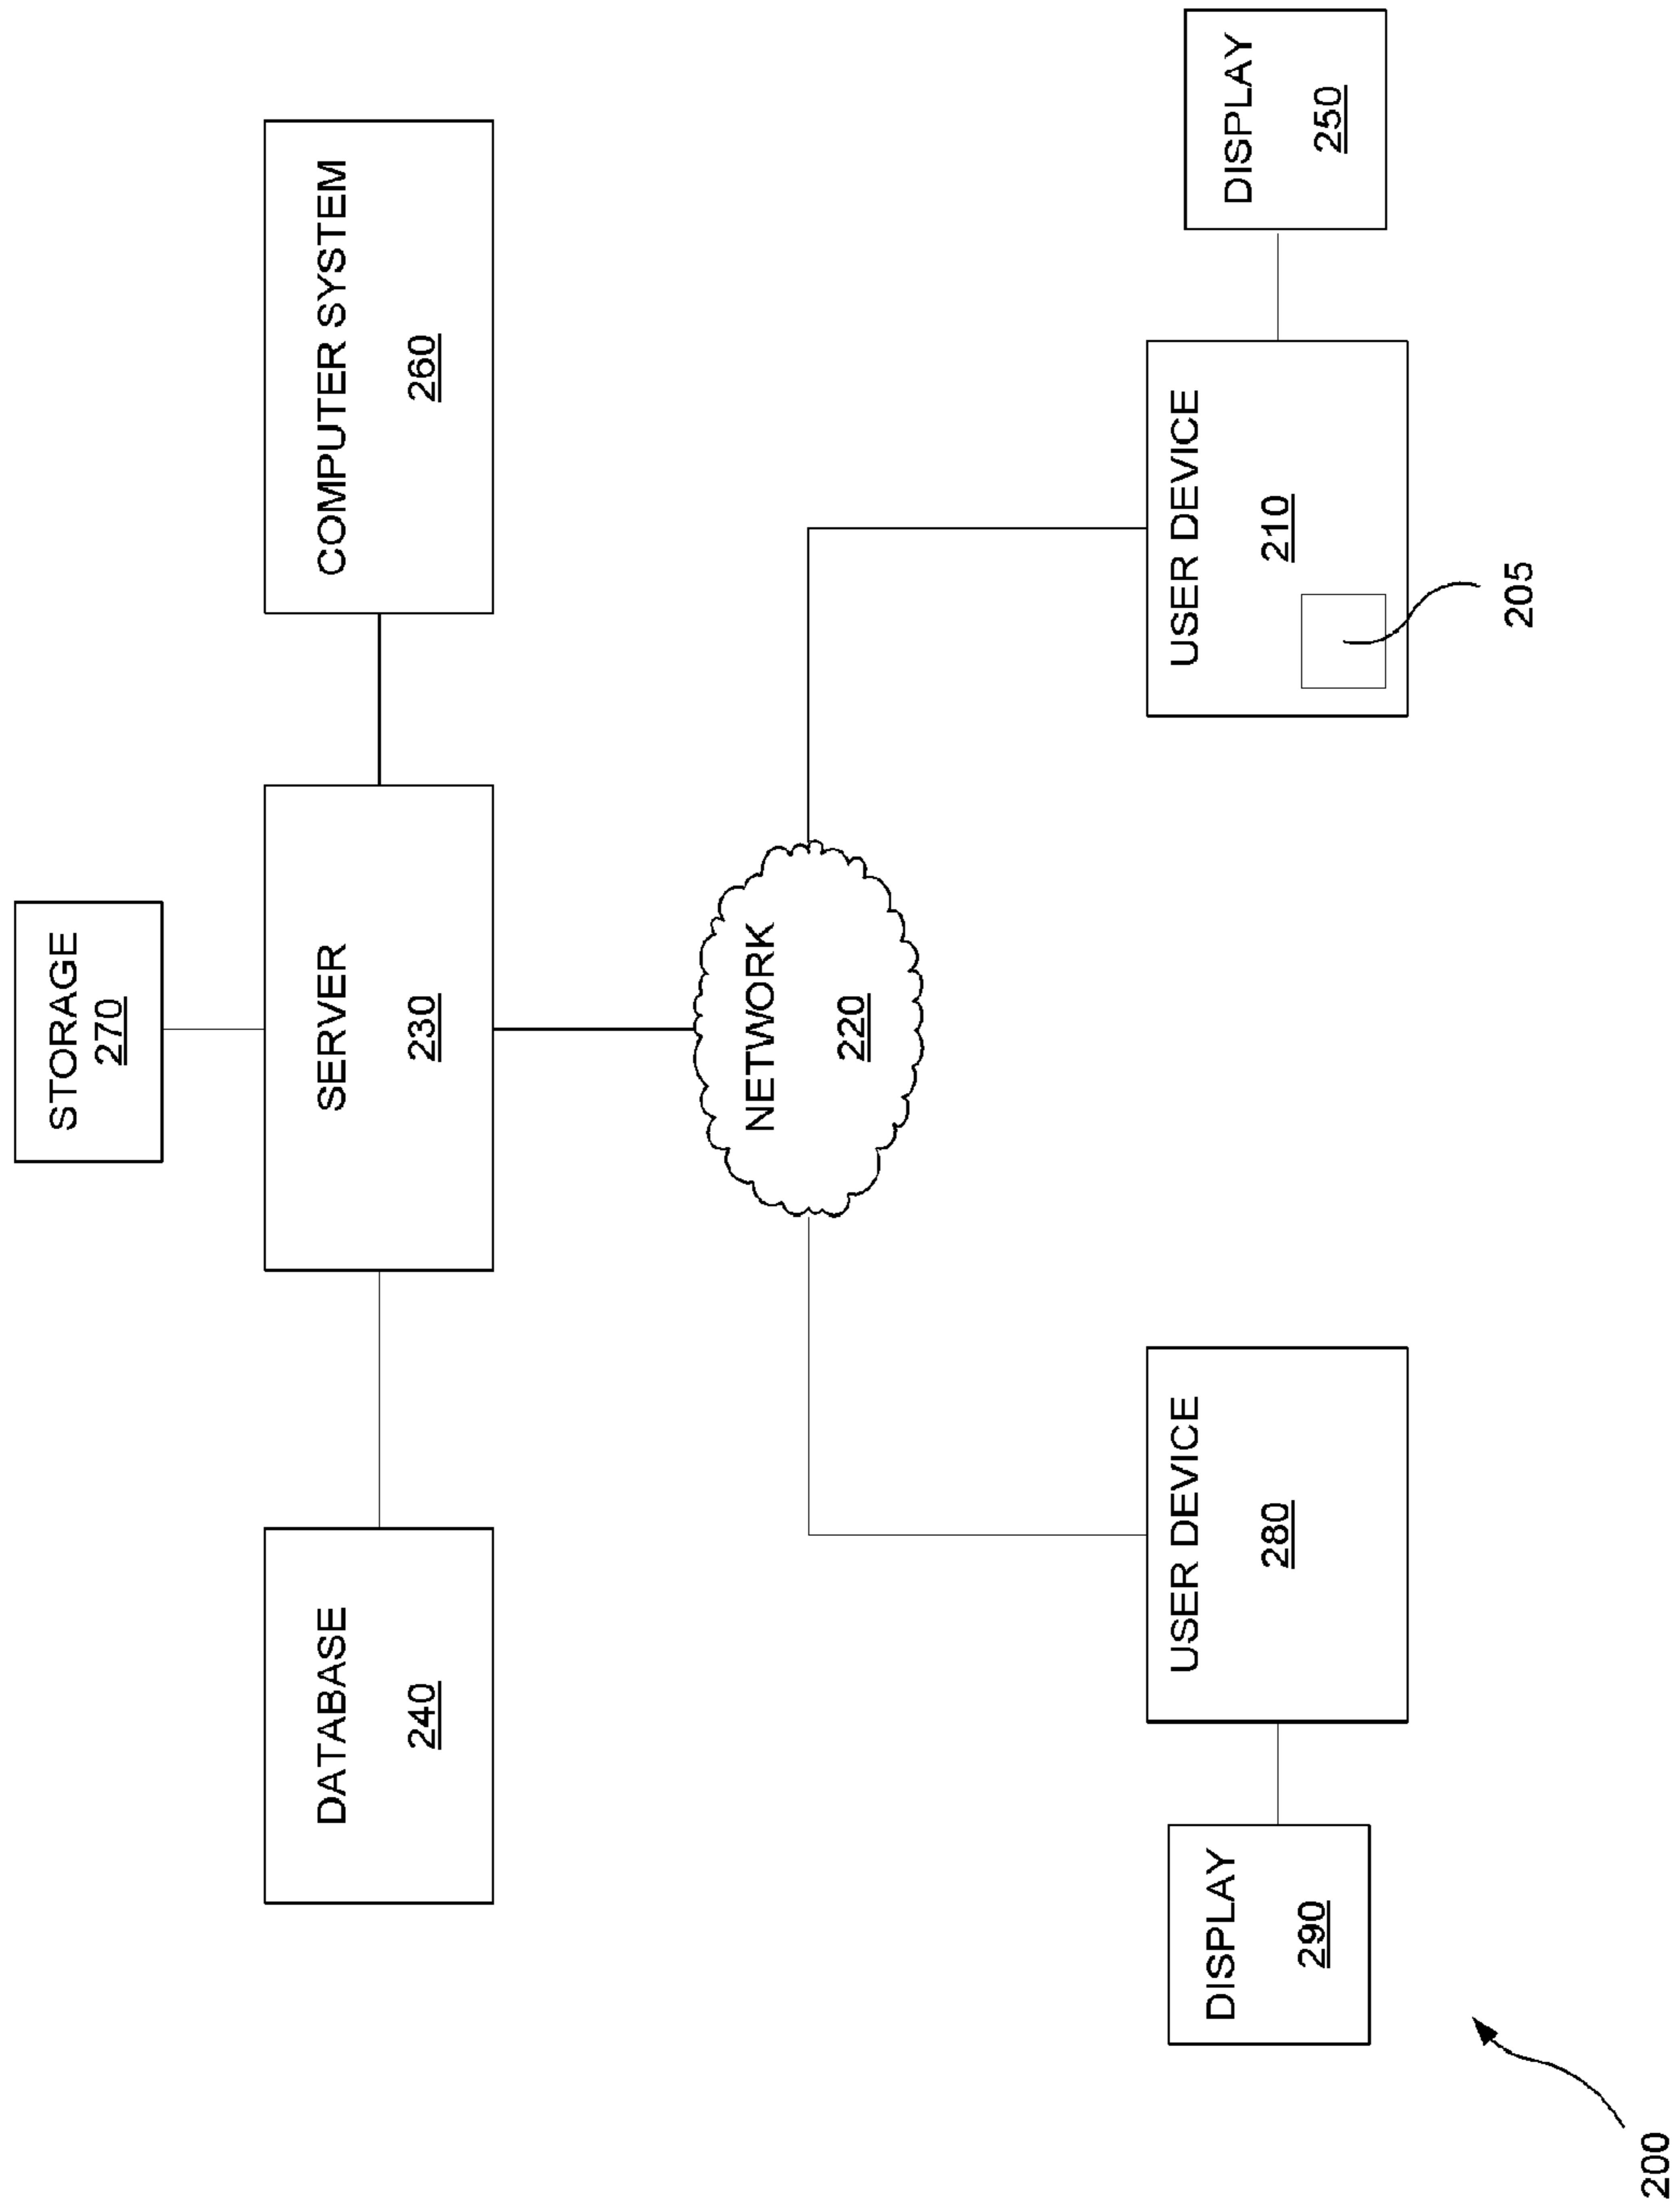 STORAGE
270
DATABASE
240
SERVER
230
COMPUTER SYSTEM
260
NETWORK
220
DISPLAY
290
USER DEVICE
280
USER DEVICE
210
DISPLAY
250
205
200